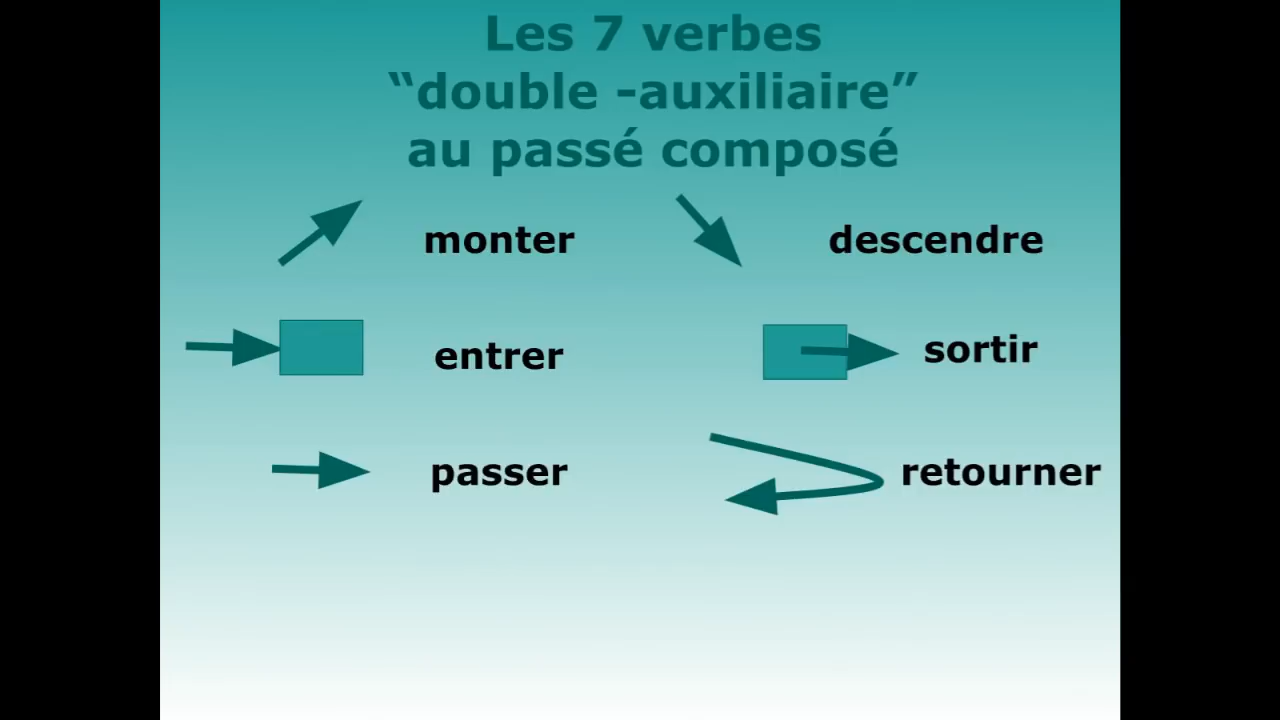 Les 7 verbes
“double -auxiliaire”
au passé composé
monter
descendre
entrer
sortir
passer
retourner